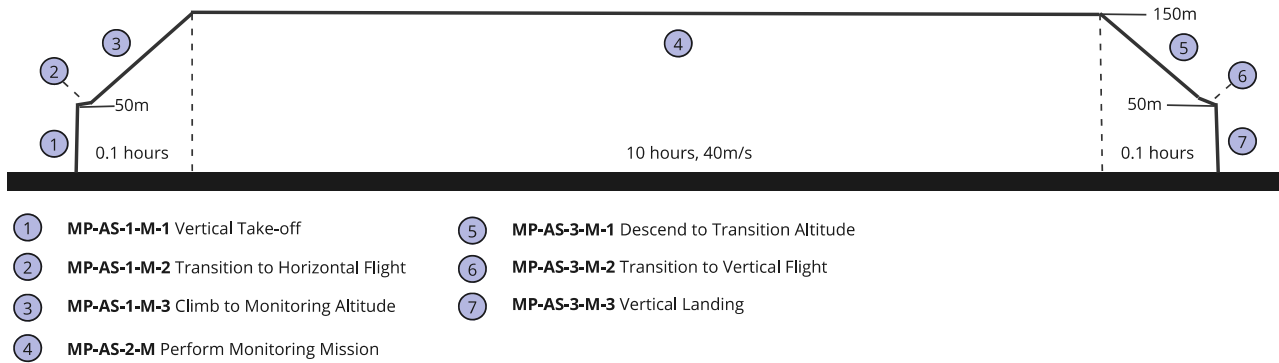 150m
3
4
5
2
6
50m
50m
1
0.1 hours
10 hours, 40m/s
0.1 hours
7
1 MP-AS-1-M-1 Vertical Take-off
2 MP-AS-1-M-2 Transition to Horizontal Flight
3 MP-AS-1-M-3 Climb to Monitoring Altitude
4 MP-AS-2-M Perform Monitoring Mission
5 MP-AS-3-M-1 Descend to Transition Altitude
6 MP-AS-3-M-2 Transition to Vertical Flight
7 MP-AS-3-M-3 Vertical Landing